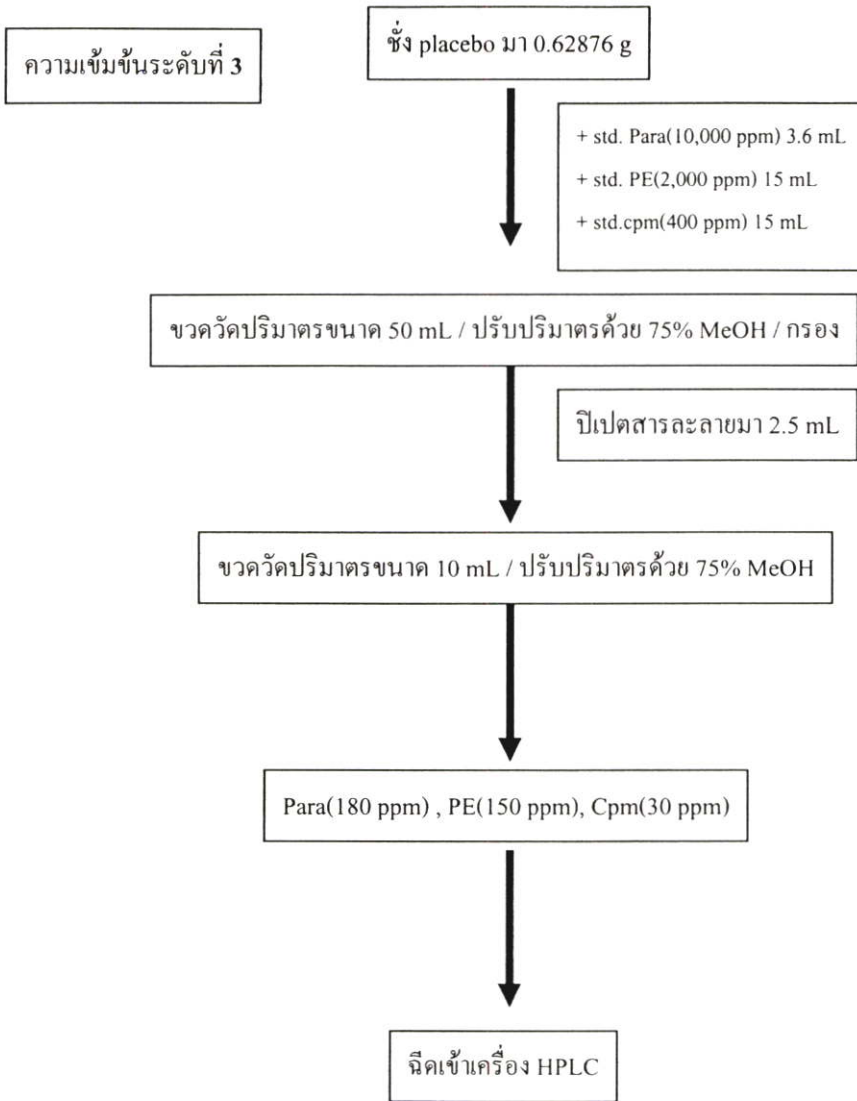 ความเข้มข้นระดับที่ 3
ชั่ง placebo มา 0.62876 g
+ std. Para(10,000 ppm) 3.6 mL
+ std. PE(2,000 ppm) 15 mL
+ std.cpm(400 ppm) 15 mL
ขวดวัดปริมาตรขนาด 50 mL / ปรับปริมาตรด้วย 75% MeOH / กรอง
ปิเปตสารละลายมา 2.5 mL
ขวดวัดปริมาตรขนาด 10 mL / ปรับปริมาตรด้วย 75% MeOH
Para(180 ppm) , PE(150 ppm), Cpm(30 ppm)
ฉีดเข้าเครื่อง HPLC